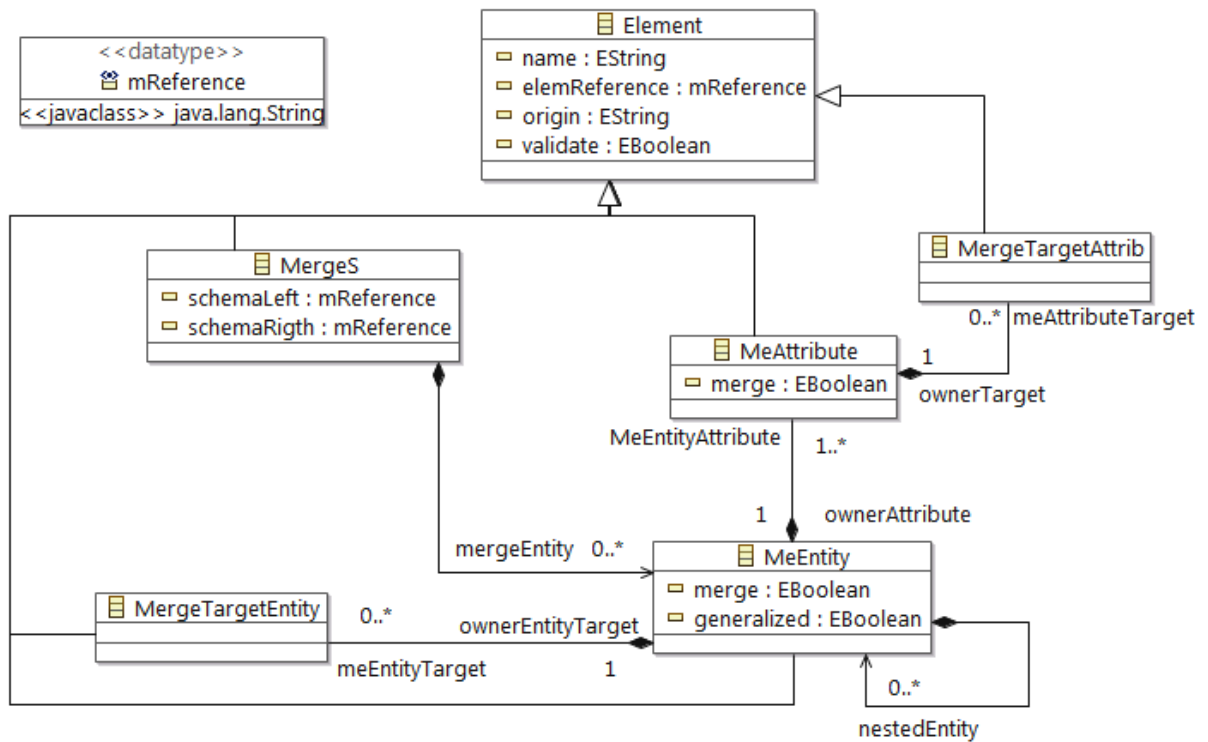 Element
name : EString
elemReference : mReference
origin : EString
validate : EBoolean
<<datatype>>
mReference
<<javaclass>> java.lang.String
MergeS
schemaLeft : mReference
schemaRigth : mReference
MergeTargetAttrib
0..* meAttributeTarget
MeAttribute
merge : EBoolean
1
ownerTarget
MeEntityAttribute
1..*
1 ownerAttribute
mergeEntity 0..*
MeEntity
merge : EBoolean
generalized : EBoolean
MergeTargetEntity
0..*
ownerEntityTarget
meEntityTarget
1
0..*
nestedEntity